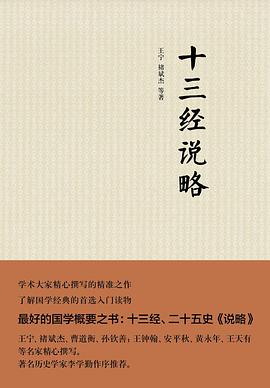 十三经说略
王宁 褚斌杰 等著
学术大家精心撰写的精准之作
了解国学经典的首选入门读物
最好的国学概要之书：十三经、二十五史《说略》
王宁、褚斌杰、曹道衡、孙钦善；王钟翰、安平秋、黄永年、王天有
等名家精心撰写。
著名历史学家李学勤作序推荐。